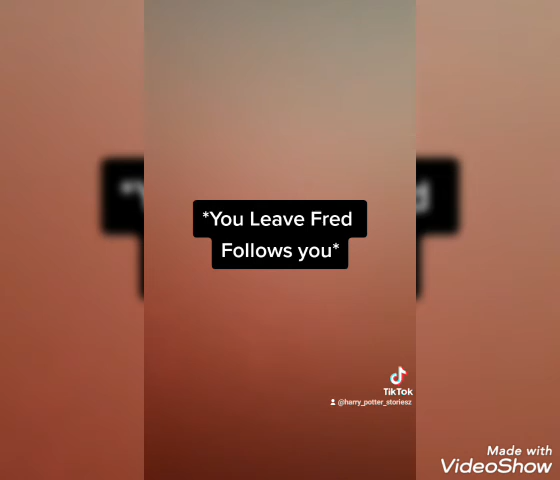 *You Leave Fred
Follows you*
TikTok
@harry_potter_storiesz
Made with
VideoShow